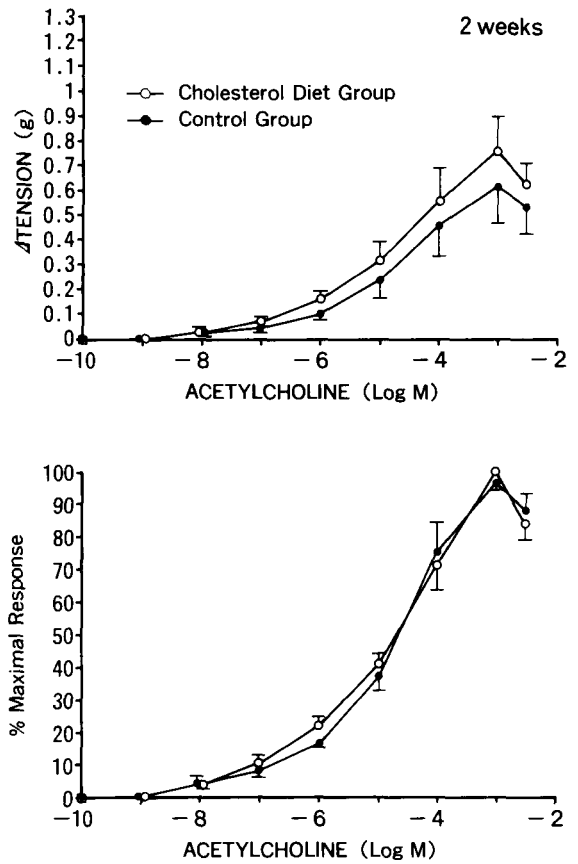 2 weeks
1.3
1.2
1.1
1
0.9
0.8
0.7
0.6
0.5
0.4
0.3
0.2
0.1
0
ΔTENSION (g)
Cholesterol Diet Group
Control Group
−10 −8 −6 −4 −2
ACETYLCHOLINE (Log M)
100
90
80
70
60
50
40
30
20
10
0
% Maximal Response
−10 −8 −6 −4 −2
ACETYLCHOLINE (Log M)